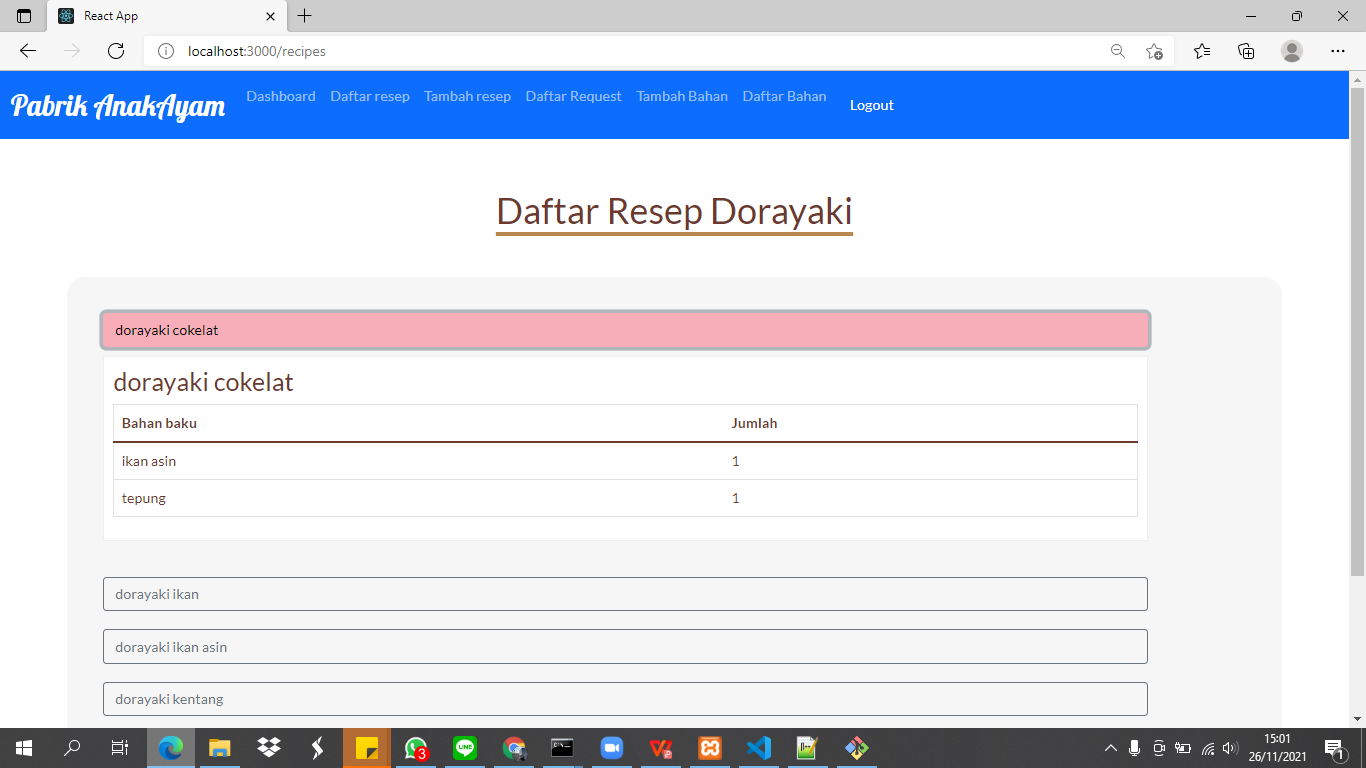 React App
localhost:3000/recipes
Pabrik AnakAyam Dashboard Daftar resep Tambah resep Daftar Request Tambah Bahan Daftar Bahan Logout
Daftar Resep Dorayaki
dorayaki cokelat
dorayaki cokelat
Bahan baku Jumlah
ikan asin 1
tepung 1
dorayaki ikan
dorayaki ikan asin
dorayaki kentang
3
LINE
15:01
26/11/2021
1